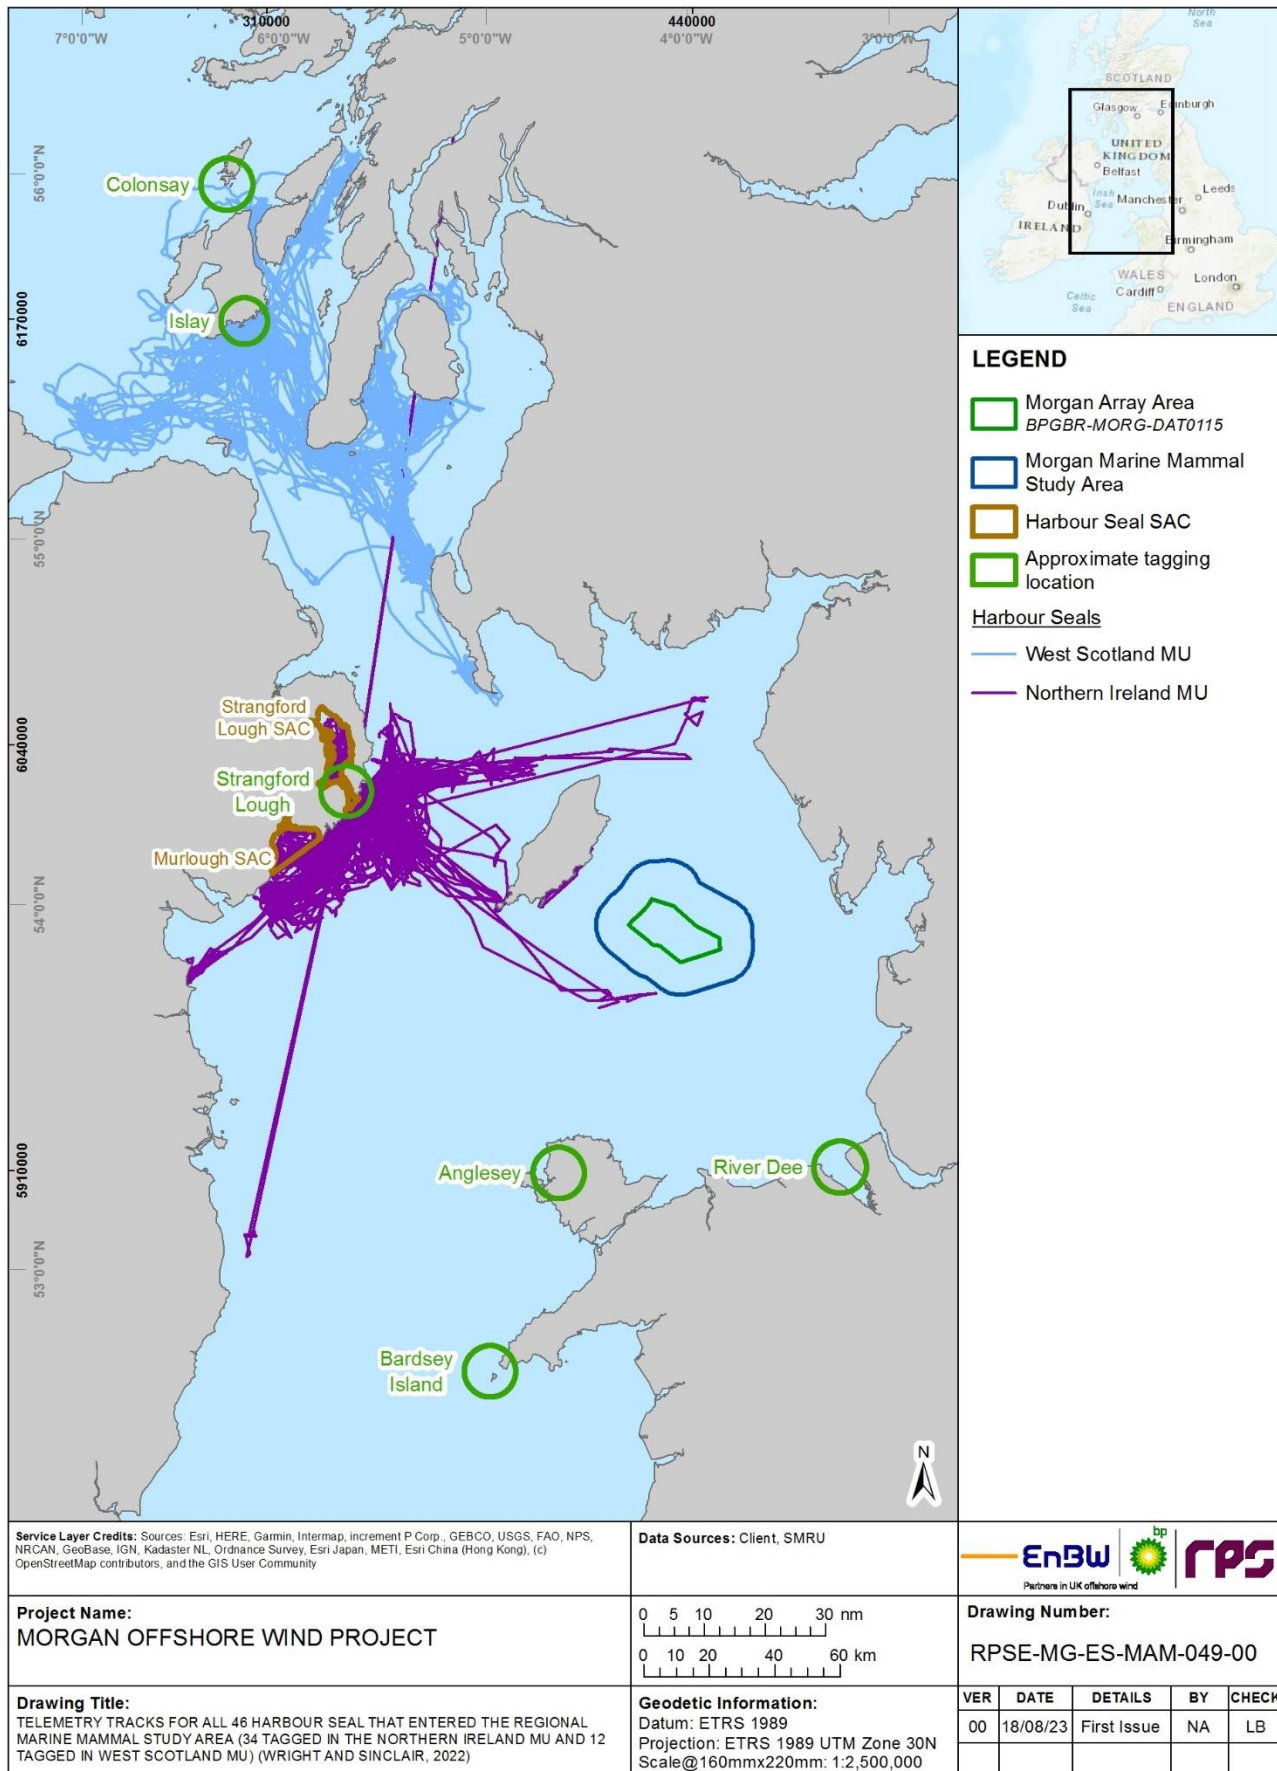 310000
440000
7°0'0"W
6°0'0"W
5°0'0"W
4°0'0"W
3°0'0"W
56°0'0"N
6170000
55°0'0"N
6040000
54°0'0"N
5910000
53°0'0"N
Colonsay
Islay
Strangford
Lough SAC
Strangford
Lough
Murlough SAC
Anglesey
River Dee
Bardsey
Island
N
North
Sea
SCOTLAND
Glasgow
Edinburgh
UNITED
KINGDOM
Belfast
Irish
Sea
Leeds
Manchester
Dublin
IRELAND
Birmingham
WALES
Cardiff
London
Celtic
Sea
ENGLAND
LEGEND
Morgan Array Area
BPGBR-MORG-DAT0115
Morgan Marine Mammal
Study Area
Harbour Seal SAC
Approximate tagging
location
Harbour Seals
West Scotland MU
Northern Ireland MU
Service Layer Credits: Sources: Esri, HERE, Garmin, Intermap, increment P Corp., GEBCO, USGS, FAO, NPS,
NRCAN, GeoBase, IGN, Kadaster NL, Ordnance Survey, Esri Japan, METI, Esri China (Hong Kong), (c)
OpenStreetMap contributors, and the GIS User Community
Data Sources: Client, SMRU
EnBW
bp
rps
Partners in UK offshore wind
Project Name:
MORGAN OFFSHORE WIND PROJECT
0 5 10 20 30 nm
0 10 20 40 60 km
Drawing Number:
RPSE-MG-ES-MAM-049-00
Drawing Title:
TELEMETRY TRACKS FOR ALL 46 HARBOUR SEAL THAT ENTERED THE REGIONAL
MARINE MAMMAL STUDY AREA (34 TAGGED IN THE NORTHERN IRELAND MU AND 12
TAGGED IN WEST SCOTLAND MU) (WRIGHT AND SINCLAIR, 2022)
Geodetic Information:
Datum: ETRS 1989
Projection: ETRS 1989 UTM Zone 30N
Scale@160mmx220mm: 1:2,500,000
VER DATE DETAILS BY CHECK
00 18/08/23 First Issue NA LB